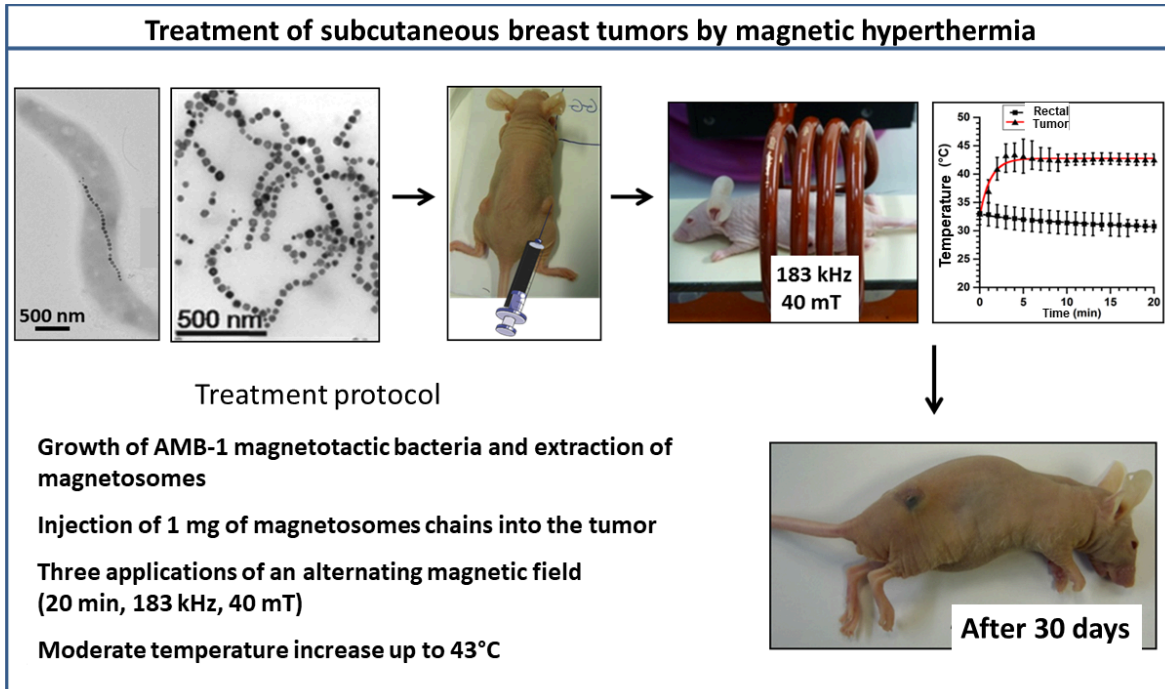 Treatment of subcutaneous breast tumors by magnetic hyperthermia
500 nm
500 nm
183 kHz
40 mT
Rectal
Tumor
Temperature (°C)
50
45
40
35
30
25
20
0 5 10 15 20
Time (min)
Treatment protocol
Growth of AMB-1 magnetotactic bacteria and extraction of
magnetosomes
Injection of 1 mg of magnetosomes chains into the tumor
Three applications of an alternating magnetic field
(20 min, 183 kHz, 40 mT)
Moderate temperature increase up to 43°C
After 30 days